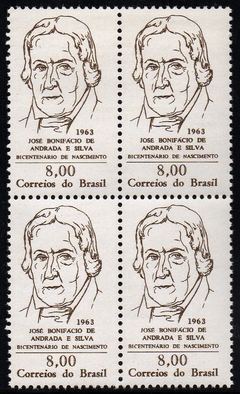 1963
JOSE BONIFACIO DE
ANDRADA E SILVA
BICENTENÁRIO DE NASCIMENTO
8,00
Correios do Brasil
1963
JOSE BONIFACIO DE
ANDRADA E SILVA
BICENTENÁRIO DE NASCIMENTO
8,00
Correios do Brasil
1963
JOSÉ BONIFACIO DE
ANDRADA E SILVA
BICENTENÁRIO DE NASCIMENTO
8,00
Correios do Brasil
1963
JOSÉ BONIFACIO DE
ANDRADA E SILVA
BICENTENÁRIO DE NASCIMENTO
8,00
Correios do Brasil